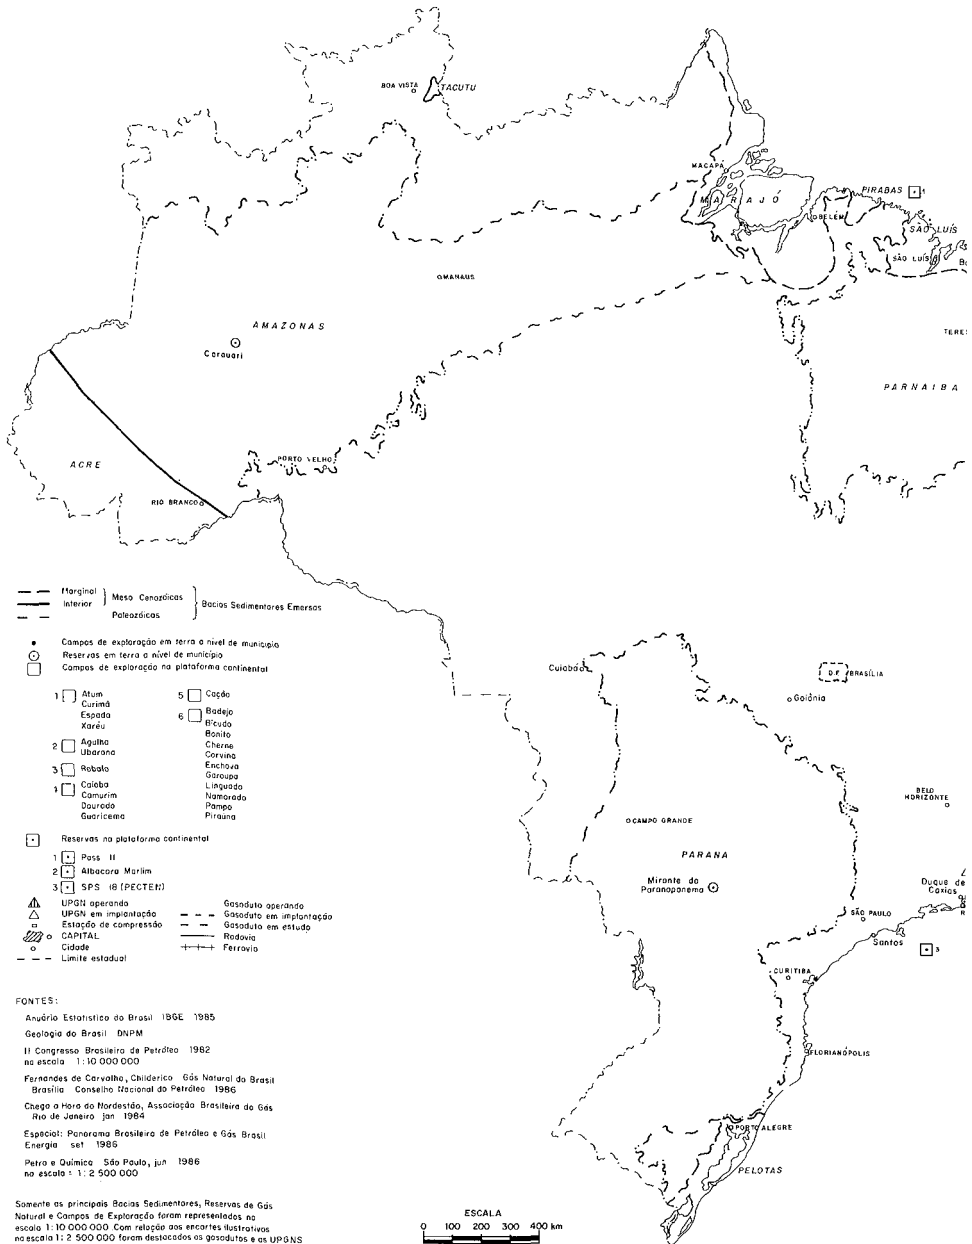 BOA VISTA
TACUTU
MACAPÁ
MARAJÓ
PIRABAS
1
BELÉM
SÃO LUÍS
SÃO LUÍS
MANAUS
AMAZONAS
Carauari
TERES
PARNAIBA
ACRE
PORTO VELHO
RIO BRANCO
Marginal
Interior
Meso Cenozóicas
Paleozóicas
Bacias Sedimentares Emersas
Campos de exploração em terra a nível de município
Reservas em terra a nível de município
Campos de exploração na plataforma continental
1 Atum
Curimã
Espada
Xaréu
2 Agulha
Ubarana
3 Robalo
4 Caioba
Camurim
Dourado
Guaricema
5 Cação
6 Badejo
Bicudo
Bonito
Cherne
Corvina
Enchova
Garoupa
Linguado
Namorado
Pampo
Piraúna
Reservas na plataforma continental
1 Pass II
2 Albacora Marlim
3 SPS 18 (PECTEN)
UPGN operando
UPGN em implantação
Estação de compressão
CAPITAL
Cidade
Limite estadual
Gasoduto operando
Gasoduto em implantação
Gasoduto em estudo
Rodovia
Ferrovia
Cuiabá
D.F. BRASÍLIA
Goiânia
BELO
HORIZONTE
CAMPO GRANDE
PARANA
Mirante do
Paranapanema
Duque de
Caxias
R
SÃO PAULO
Santos
3
CURITIBA
FLORIANÓPOLIS
PORTO ALEGRE
PELOTAS
FONTES:
Anuário Estatístico do Brasil IBGE 1985
Geologia do Brasil DNPM
II Congresso Brasileiro de Petróleo 1982
na escala 1:10 000 000
Fernandes de Carvalho, Childerico Gás Natural do Brasil
Brasília Conselho Nacional do Petróleo 1986
Chega a Hora do Nordestão, Associação Brasileira do Gás
Rio de Janeiro jan 1984
Espacial: Panorama Brasileiro de Petróleo e Gás Brasil
Energia set 1986
Petro e Química São Paulo, jun 1986
na escala = 1: 2 500 000
Somente as principais Bacias Sedimentares, Reservas de Gás
Natural e Campos de Exploração foram representados na
escala 1:10 000 000 Com relação aos encartes ilustrativos
na escala 1: 2 500 000 foram destacados os gasodutos e as UPGNS
ESCALA
0 100 200 300 400 km